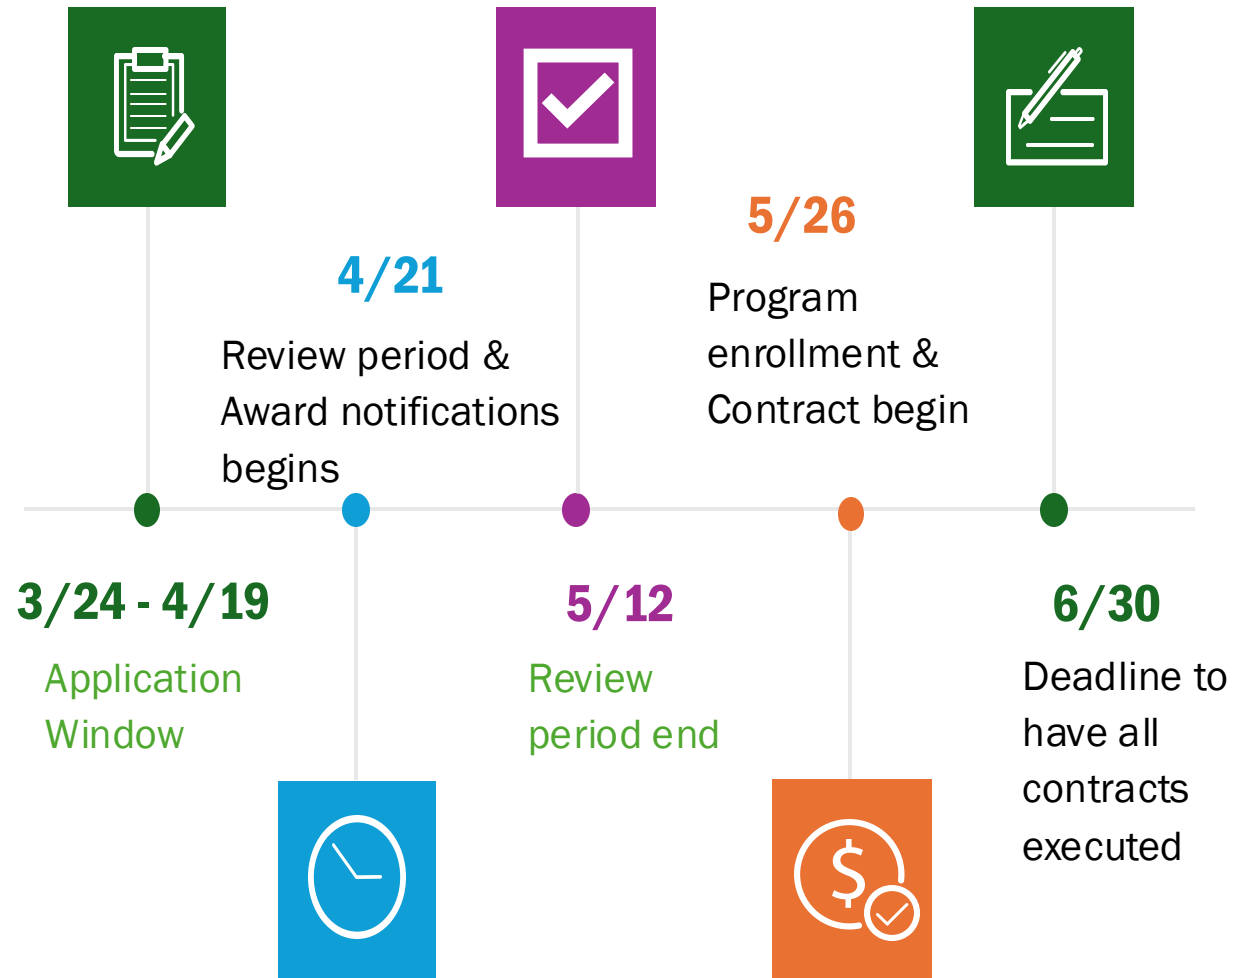 4/21
Review period &
Award notifications
begins
5/26
Program
enrollment &
Contract begin
3/24 - 4/19
Application
Window
5/12
Review
period end
6/30
Deadline to
have all
contracts
executed
$